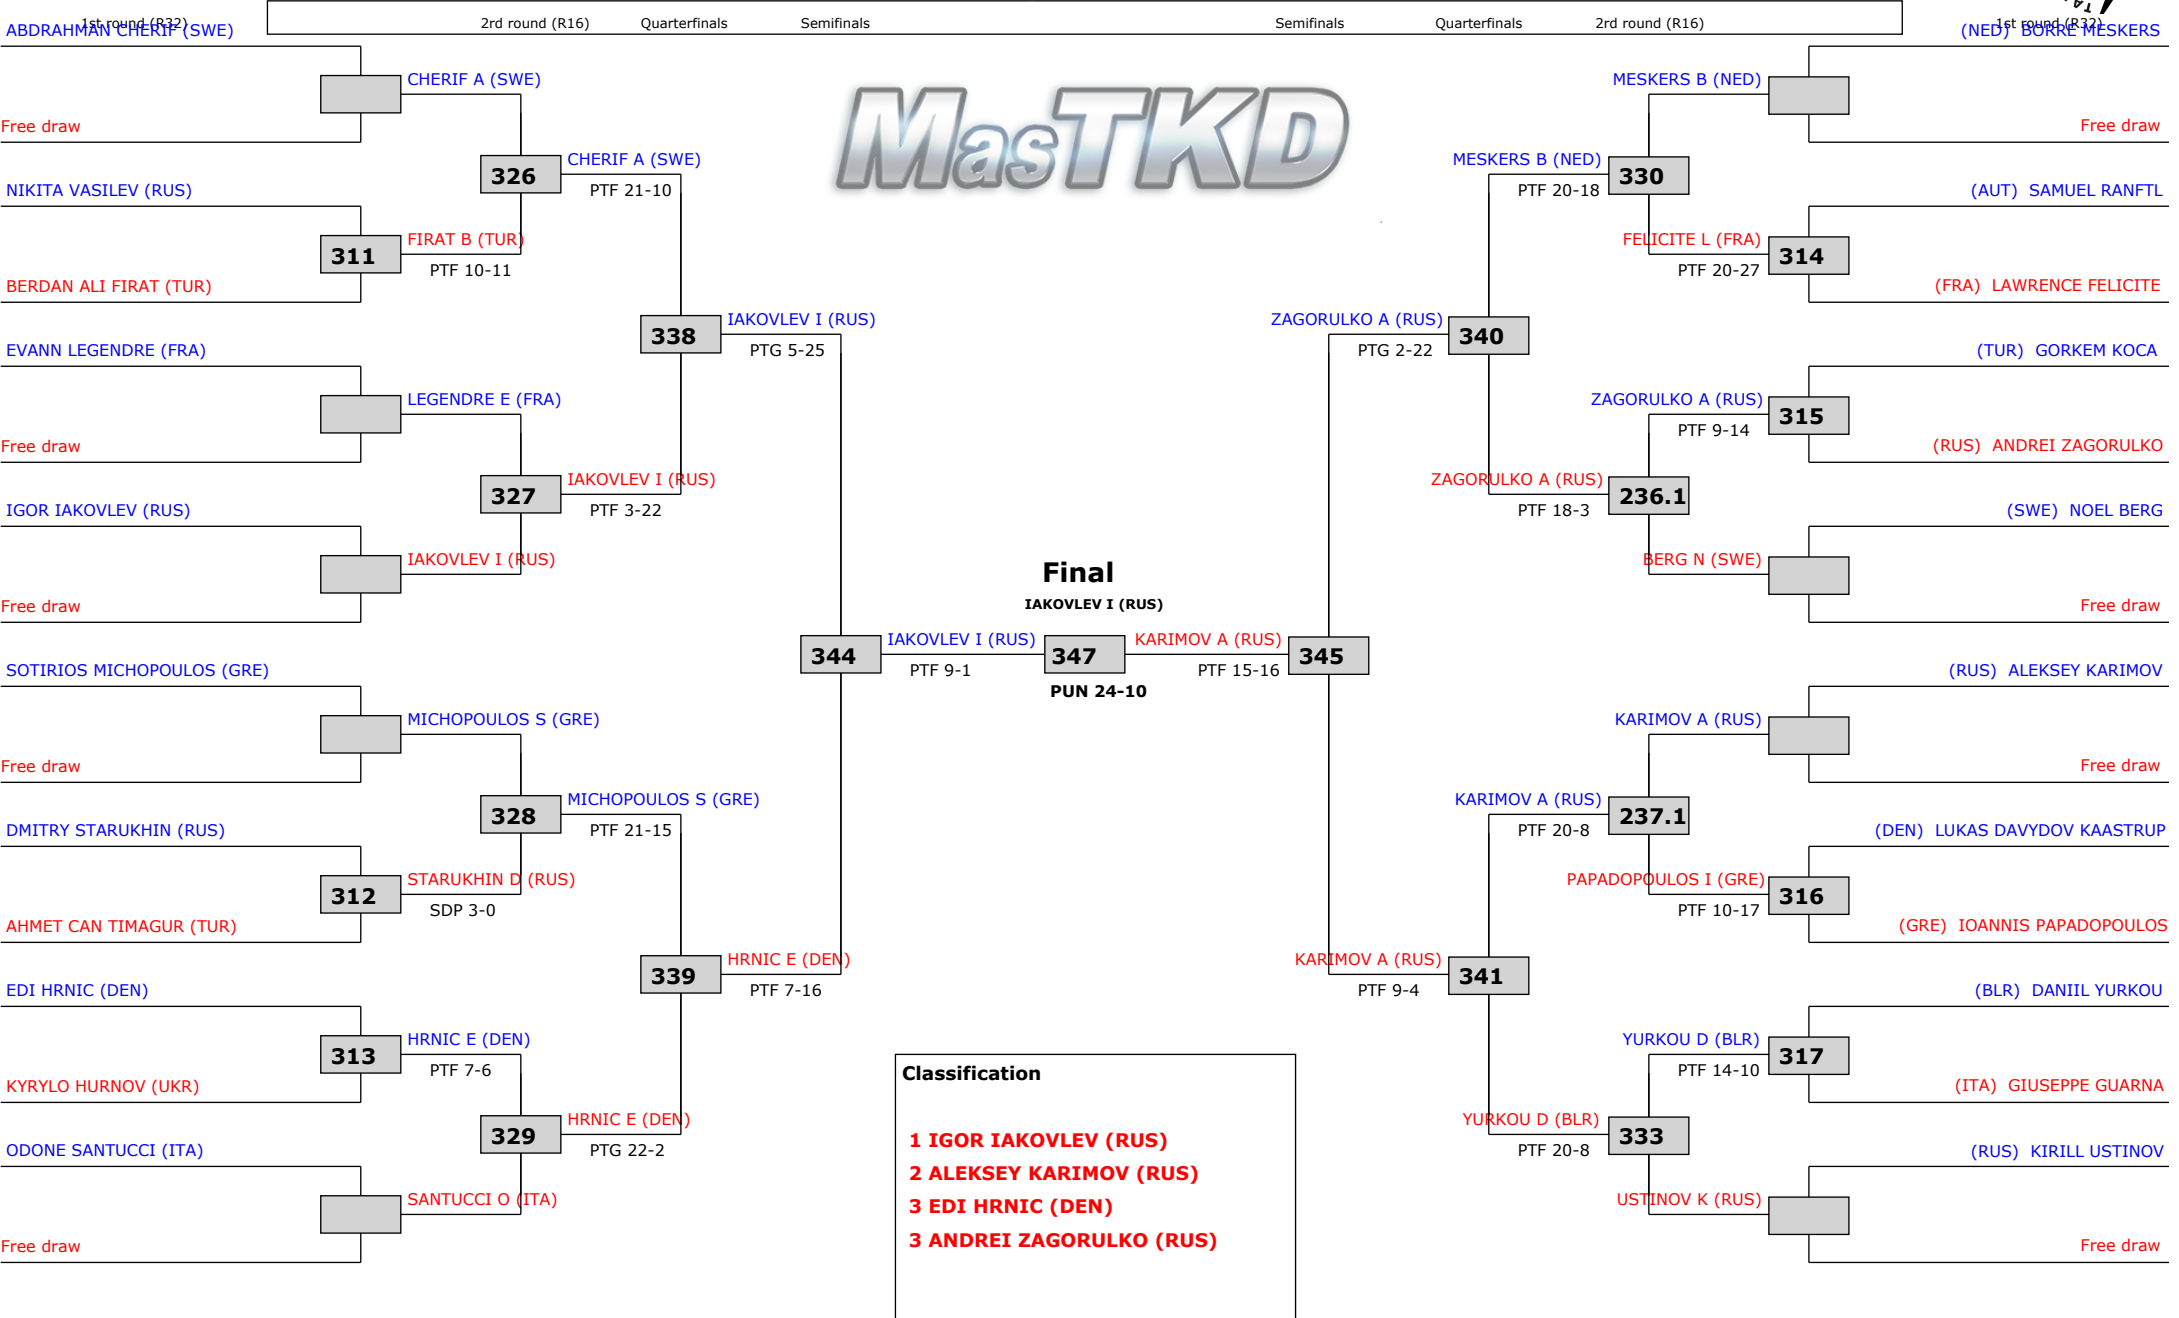 1st round (R32)
2rd round (R16)
Quarterfinals
Semifinals
Semifinals
Quarterfinals
2rd round (R16)
1st round (R32)
MasTKD
ABDRAHMAN CHERIF (SWE)
Free draw
NIKITA VASILEV (RUS)
BERDAN ALI FIRAT (TUR)
EVANN LEGENDRE (FRA)
Free draw
IGOR IAKOVLEV (RUS)
Free draw
SOTIRIOS MICHOPOULOS (GRE)
Free draw
DMITRY STARUKHIN (RUS)
AHMET CAN TIMAGUR (TUR)
EDI HRNIC (DEN)
KYRYLO HURNOV (UKR)
ODONE SANTUCCI (ITA)
Free draw
CHERIF A (SWE)
311
FIRAT B (TUR)
PTF 10-11
LEGENDRE E (FRA)
IAKOVLEV I (RUS)
MICHOPOULOS S (GRE)
312
STARUKHIN D (RUS)
SDP 3-0
313
HRNIC E (DEN)
PTF 7-6
SANTUCCI O (ITA)
326
CHERIF A (SWE)
PTF 21-10
327
IAKOVLEV I (RUS)
PTF 3-22
328
MICHOPOULOS S (GRE)
PTF 21-15
329
HRNIC E (DEN)
PTG 22-2
338
IAKOVLEV I (RUS)
PTG 5-25
339
HRNIC E (DEN)
PTF 7-16
344
IAKOVLEV I (RUS)
PTF 9-1
Final
IAKOVLEV I (RUS)
347
PUN 24-10
KARIMOV A (RUS)
PTF 15-16
345
ZAGORULKO A (RUS)
PTG 2-22
340
KARIMOV A (RUS)
PTF 9-4
341
MESKERS B (NED)
PTF 20-18
330
ZAGORULKO A (RUS)
PTF 18-3
236.1
KARIMOV A (RUS)
PTF 20-8
237.1
YURKOU D (BLR)
PTF 20-8
333
MESKERS B (NED)
FELICITE L (FRA)
PTF 20-27
314
ZAGORULKO A (RUS)
PTF 9-14
315
BERG N (SWE)
KARIMOV A (RUS)
PAPADOPOULOS I (GRE)
PTF 10-17
316
YURKOU D (BLR)
PTF 14-10
317
USTINOV K (RUS)
(NED) BORRE MESKERS
Free draw
(AUT) SAMUEL RANFTL
(FRA) LAWRENCE FELICITE
(TUR) GORKEM KOCA
(RUS) ANDREI ZAGORULKO
(SWE) NOEL BERG
Free draw
(RUS) ALEKSEY KARIMOV
Free draw
(DEN) LUKAS DAVYDOV KAASTRUP
(GRE) IOANNIS PAPADOPOULOS
(BLR) DANIIL YURKOU
(ITA) GIUSEPPE GUARNA
(RUS) KIRILL USTINOV
Free draw
Classification
1 IGOR IAKOVLEV (RUS)
2 ALEKSEY KARIMOV (RUS)
3 EDI HRNIC (DEN)
3 ANDREI ZAGORULKO (RUS)